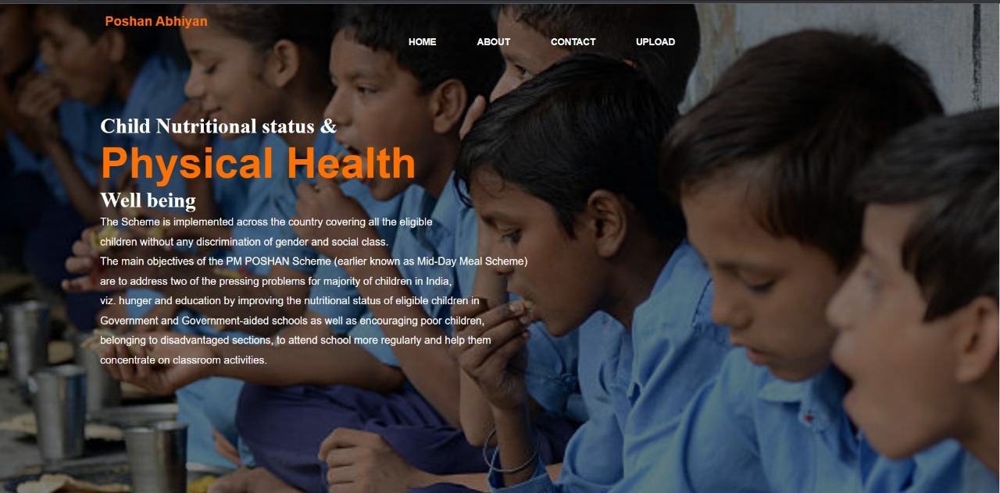 Poshan Abhiyan
HOME ABOUT CONTACT UPLOAD
Child Nutritional status &
Physical Health
Well being
The Scheme is implemented across the country covering all the eligible
children without any discrimination of gender and social class.
The main objectives of the PM POSHAN Scheme (earlier known as Mid-Day Meal Scheme)
are to address two of the pressing problems for majority of children in India,
viz. hunger and education by improving the nutritional status of eligible children in
Government and Government-aided schools as well as encouraging poor children,
belonging to disadvantaged sections, to attend school more regularly and help them
concentrate on classroom activities.